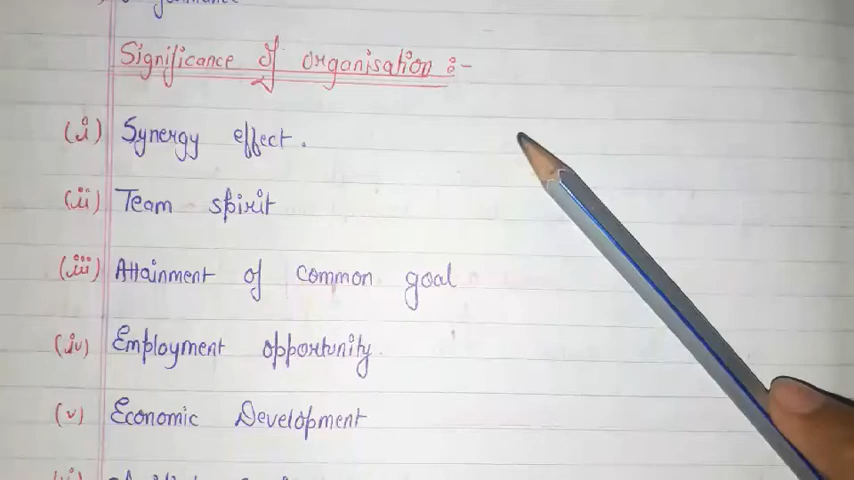 Significance of organisation :-
(i) Synergy effect.
(ii) Team spirit
(iii) Attainment of common goal
(iv) Employment opportunity
(v) Economic Development